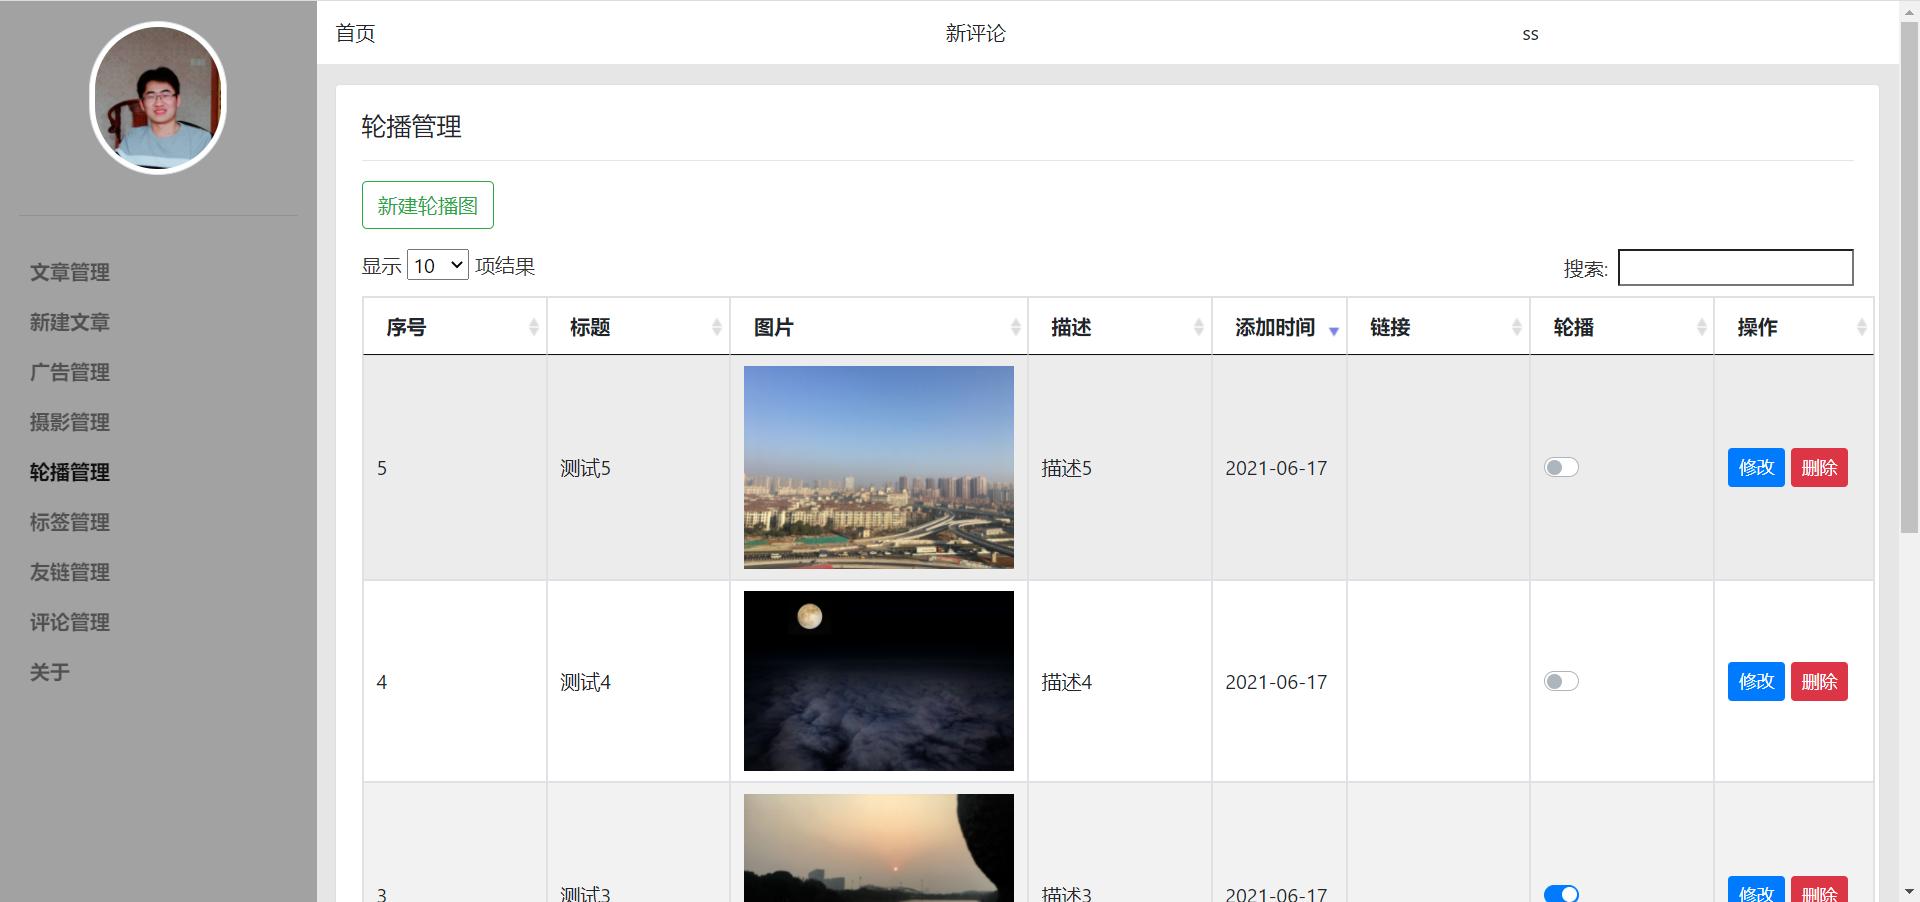 首页 新评论 ss
文章管理
新建文章
广告管理
摄影管理
轮播管理
标签管理
友链管理
评论管理
关于
轮播管理
新建轮播图
显示 10 项结果 搜索:
序号 标题 图片 描述 添加时间 链接 轮播 操作
5 测试5 描述5 2021-06-17 修改 删除
4 测试4 描述4 2021-06-17 修改 删除
3 测试3 描述3 2021-06-17 修改 删除